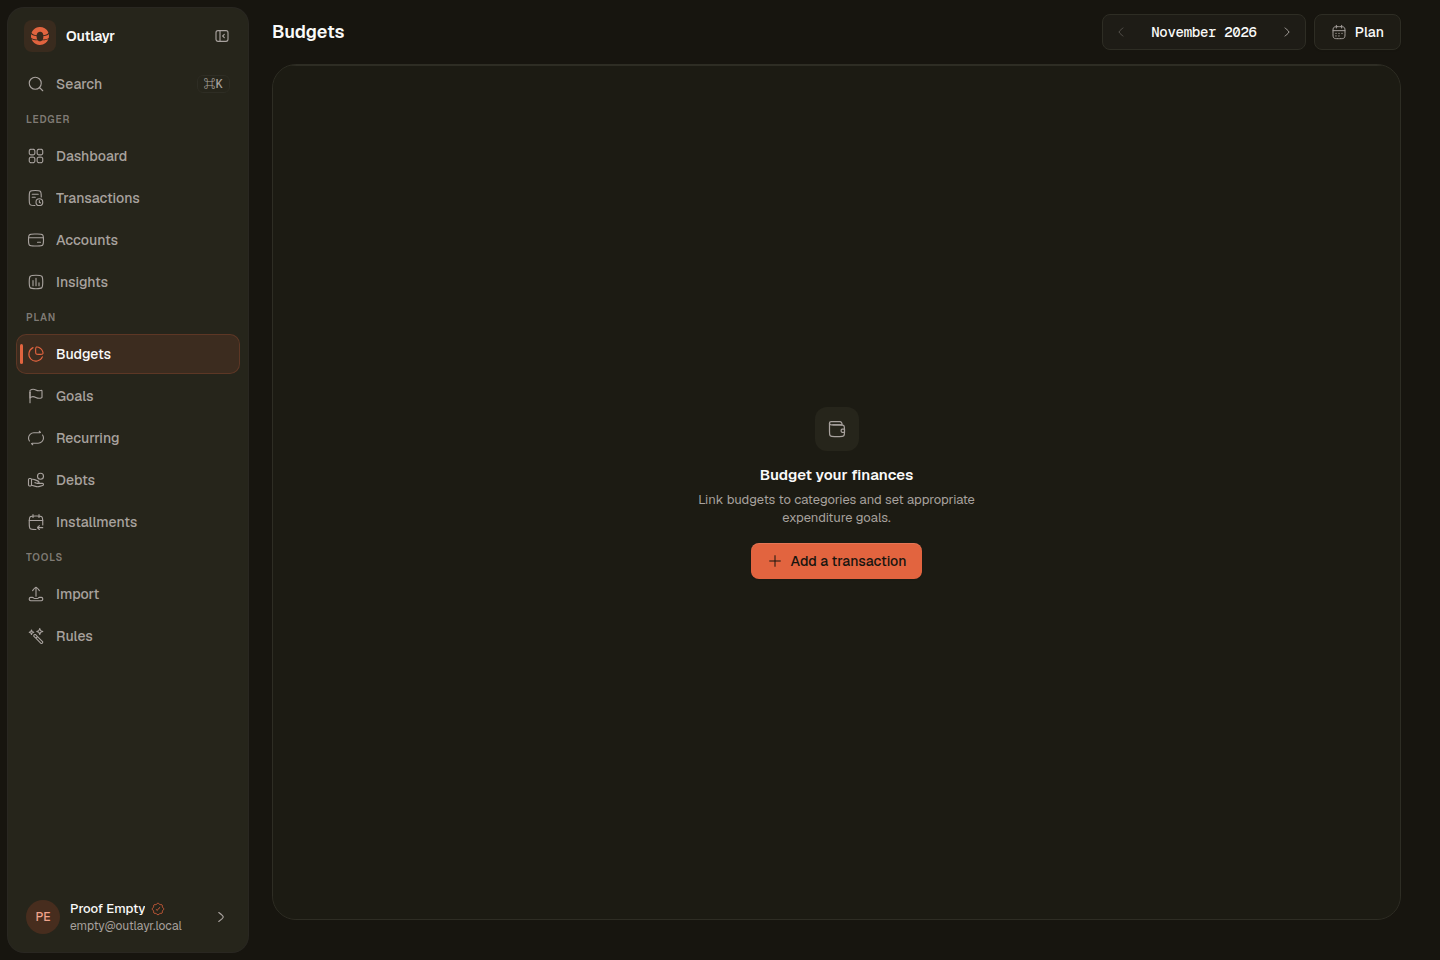 Outlayr
Search ⌘K
LEDGER
Dashboard
Transactions
Accounts
Insights
PLAN
Budgets
Goals
Recurring
Debts
Installments
TOOLS
Import
Rules
PE
Proof Empty
empty@outlayr.local
Budgets
November 2026
Plan
Budget your finances
Link budgets to categories and set appropriate
expenditure goals.
Add a transaction